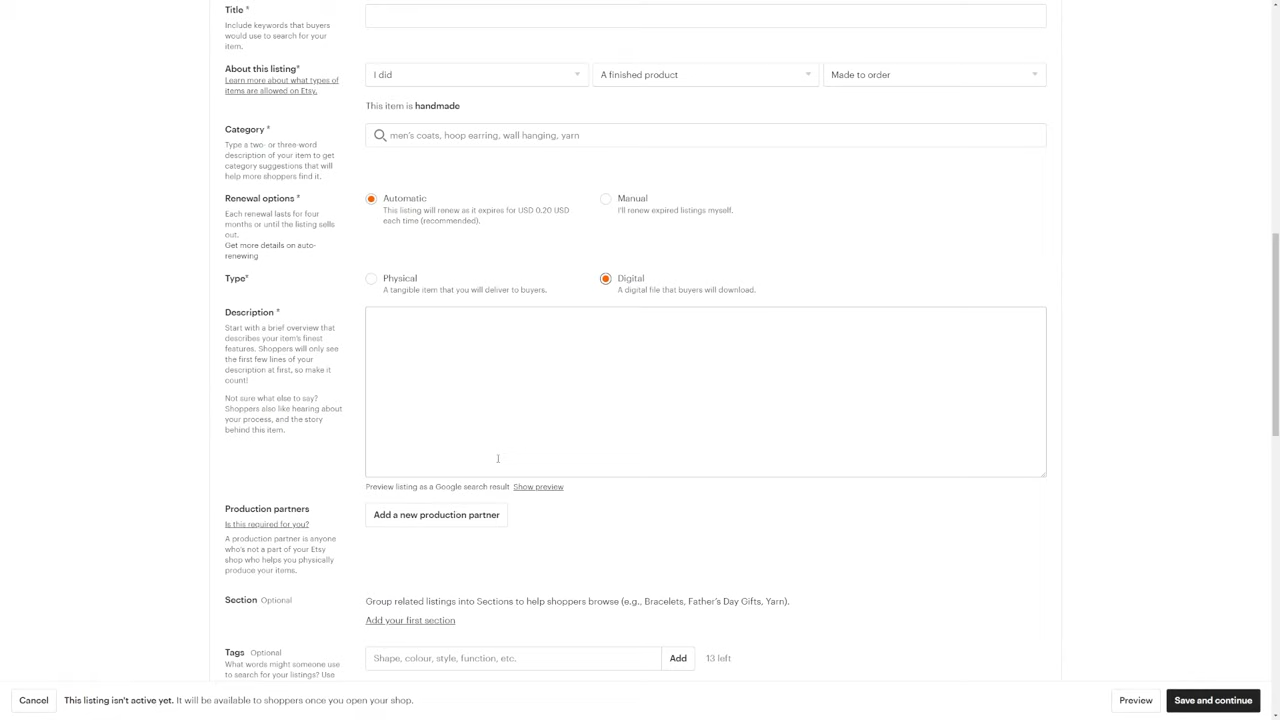 Title *
Include keywords that buyers
would use to search for your
item.
About this listing*
Learn more about what types of
items are allowed on Etsy.
I did
A finished product
Made to order
This item is handmade
Category *
Type a two- or three-word
description of your item to get
category suggestions that will
help more shoppers find it.
men's coats, hoop earring, wall hanging, yarn
Renewal options *
Each renewal lasts for four
months or until the listing sells
out.
Get more details on auto-
renewing
Automatic
This listing will renew as it expires for USD 0.20 USD
each time (recommended).
Manual
I'll renew expired listings myself.
Type*
Physical
A tangible item that you will deliver to buyers.
Digital
A digital file that buyers will download.
Description *
Start with a brief overview that
describes your item's finest
features. Shoppers will only see
the first few lines of your
description at first, so make it
count!
Not sure what else to say?
Shoppers also like hearing about
your process, and the story
behind this item.
Preview listing as a Google search result Show preview
Production partners
Is this required for you?
A production partner is anyone
who's not a part of your Etsy
shop who helps you physically
produce your items.
Add a new production partner
Section Optional
Group related listings into Sections to help shoppers browse (e.g., Bracelets, Father's Day Gifts, Yarn).
Add your first section
Tags Optional
What words might someone use
to search for your listings? Use
Shape, colour, style, function, etc.
Add
13 left
Cancel
This listing isn't active yet. It will be available to shoppers once you open your shop.
Preview
Save and continue